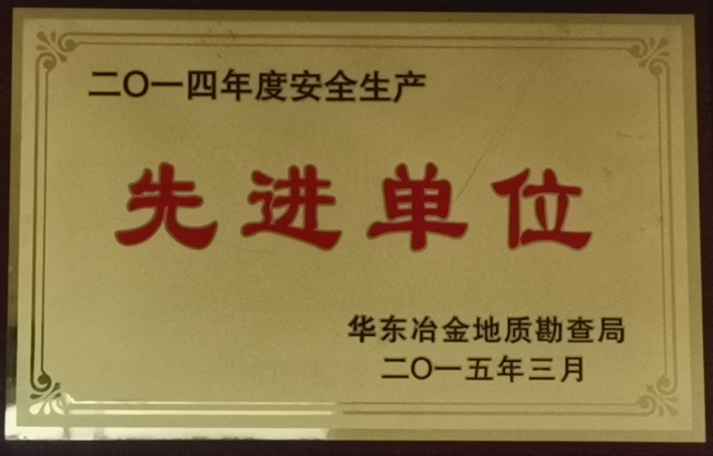 二〇一四年度安全生产
先进单位
华东冶金地质勘查局
二〇一五年三月